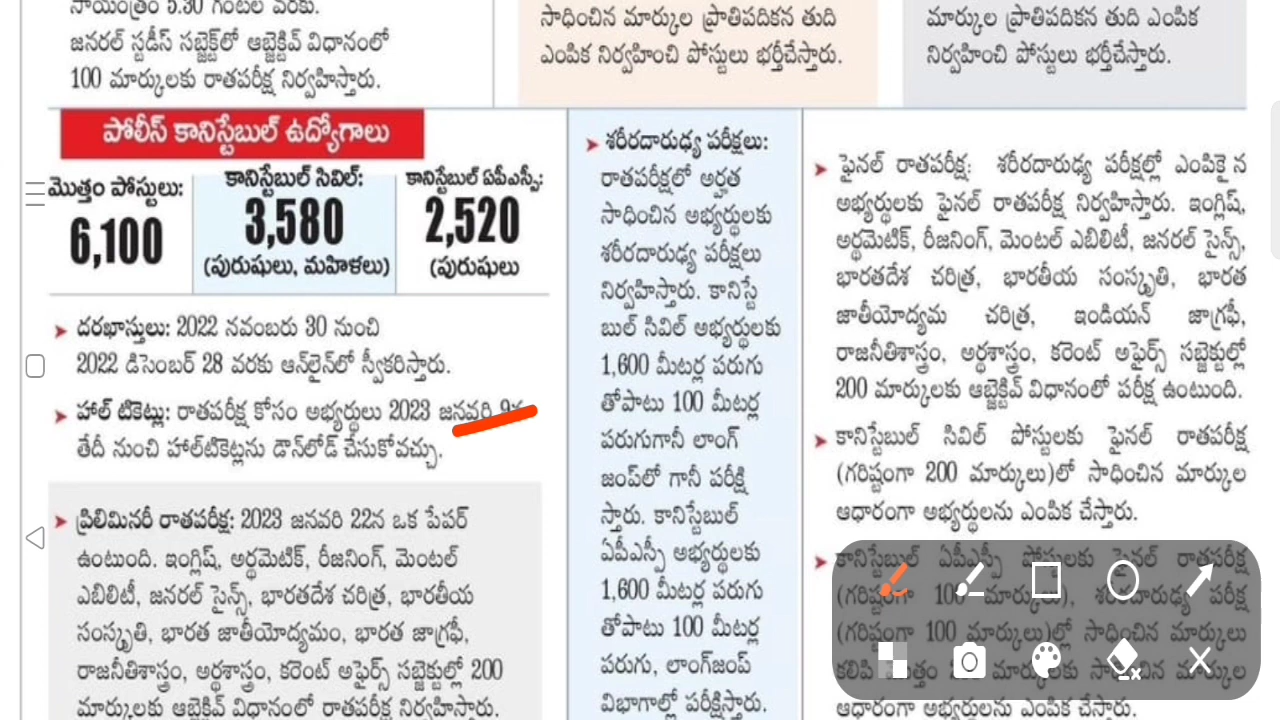 సాయంత్రం 5.30 గంటల వరకు.
జనరల్ స్టడీస్ సబ్జెక్ట్‌లో ఆబ్జెక్టివ్ విధానంలో
100 మార్కులకు రాతపరీక్ష నిర్వహిస్తారు.
సాధించిన మార్కుల ప్రాతిపదికన తుది
ఎంపిక నిర్వహించి పోస్టులు భర్తీచేస్తారు.
మార్కుల ప్రాతిపదికన తుది ఎంపిక
నిర్వహించి పోస్టులు భర్తీచేస్తారు.
పోలీస్ కానిస్టేబుల్ ఉద్యోగాలు
మొత్తం పోస్టులు:
6,100
కానిస్టేబుల్ సివిల్:
3,580
(పురుషులు, మహిళలు)
కానిస్టేబుల్ ఏపీఎస్పీ:
2,520
(పురుషులు
దరఖాస్తులు: 2022 నవంబరు 30 నుంచి
2022 డిసెంబర్ 28 వరకు ఆన్‌లైన్‌లో స్వీకరిస్తారు.
హాల్ టికెట్లు: రాతపరీక్ష కోసం అభ్యర్థులు 2023 జనవరి 9న
తేదీ నుంచి హాల్‌టికెట్లను డౌన్‌లోడ్ చేసుకోవచ్చు.
ప్రిలిమినరీ రాతపరీక్ష: 2023 జనవరి 22న ఒక పేపర్
ఉంటుంది. ఇంగ్లిష్, అర్థమెటిక్, రీజనింగ్, మెంటల్
ఎబిలిటీ, జనరల్ సైన్స్, భారతదేశ చరిత్ర, భారతీయ
సంస్కృతి, భారత జాతీయోద్యమం, భారత జాగ్రఫీ,
రాజనీతిశాస్త్రం, అర్థశాస్త్రం, కరెంట్ అఫైర్స్ సబ్జెక్టుల్లో 200
మార్కులకు ఆబ్జెక్టివ్ విధానంలో రాతపరీక్ష నిర్వహిస్తారు.
శరీరదారుఢ్య పరీక్షలు:
రాతపరీక్షలో అర్హత
సాధించిన అభ్యర్థులకు
శరీరదారుఢ్య పరీక్షలు
నిర్వహిస్తారు. కానిస్టే
బుల్ సివిల్ అభ్యర్థులకు
1,600 మీటర్ల పరుగు
తోపాటు 100 మీటర్ల
పరుగుగానీ లాంగ్
జంప్‌లో గానీ పరీక్షి
స్తారు. కానిస్టేబుల్
ఏపీఎస్పీ అభ్యర్థులకు
1,600 మీటర్ల పరుగు
తోపాటు 100 మీటర్ల
పరుగు, లాంగ్‌జంప్
విభాగాల్లో పరీక్షిస్తారు.
ఫైనల్ రాతపరీక్ష: శరీరదారుఢ్య పరీక్షల్లో ఎంపికై న
అభ్యర్థులకు ఫైనల్ రాతపరీక్ష నిర్వహిస్తారు. ఇంగ్లిష్,
అర్థమెటిక్, రీజనింగ్, మెంటల్ ఎబిలిటీ, జనరల్ సైన్స్,
భారతదేశ చరిత్ర, భారతీయ సంస్కృతి, భారత
జాతీయోద్యమ చరిత్ర, ఇండియన్ జాగ్రఫీ,
రాజనీతిశాస్త్రం, అర్థశాస్త్రం, కరెంట్ అఫైర్స్ సబ్జెక్టుల్లో
200 మార్కులకు ఆబ్జెక్టివ్ విధానంలో పరీక్ష ఉంటుంది.
కానిస్టేబుల్ సివిల్ పోస్టులకు ఫైనల్ రాతపరీక్ష
(గరిష్టంగా 200 మార్కులు)లో సాధించిన మార్కుల
ఆధారంగా అభ్యర్థులను ఎంపిక చేస్తారు.
కానిస్టేబుల్ ఏపీఎస్పీ పోస్టులకు ఫైనల్ రాతపరీక్ష
(గరిష్టంగా 100 మార్కులు), శరీరదారుఢ్య పరీక్ష
(గరిష్టంగా 100 మార్కులు)ల్లో సాధించిన మార్కులు
కలిపి మొత్తం మార్కులకు సాధించిన మార్కుల
ఆధారంగా అభ్యర్థులను ఎంపిక చేస్తారు.